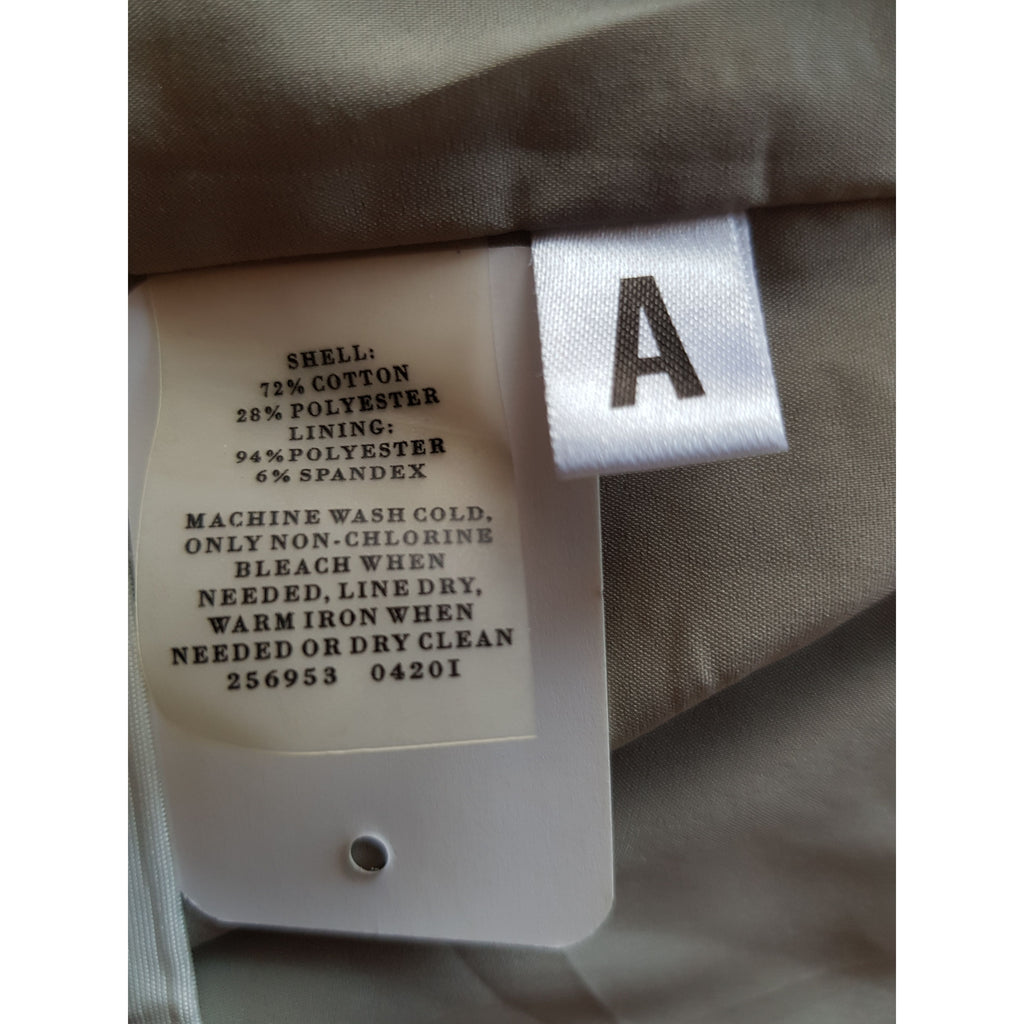 SHELL:
72% COTTON
28% POLYESTER
LINING:
94% POLYESTER
6% SPANDEX
MACHINE WASH COLD,
ONLY NON-CHLORINE
BLEACH WHEN
NEEDED, LINE DRY,
WARM IRON WHEN
NEEDED OR DRY CLEAN
256953 04201
A